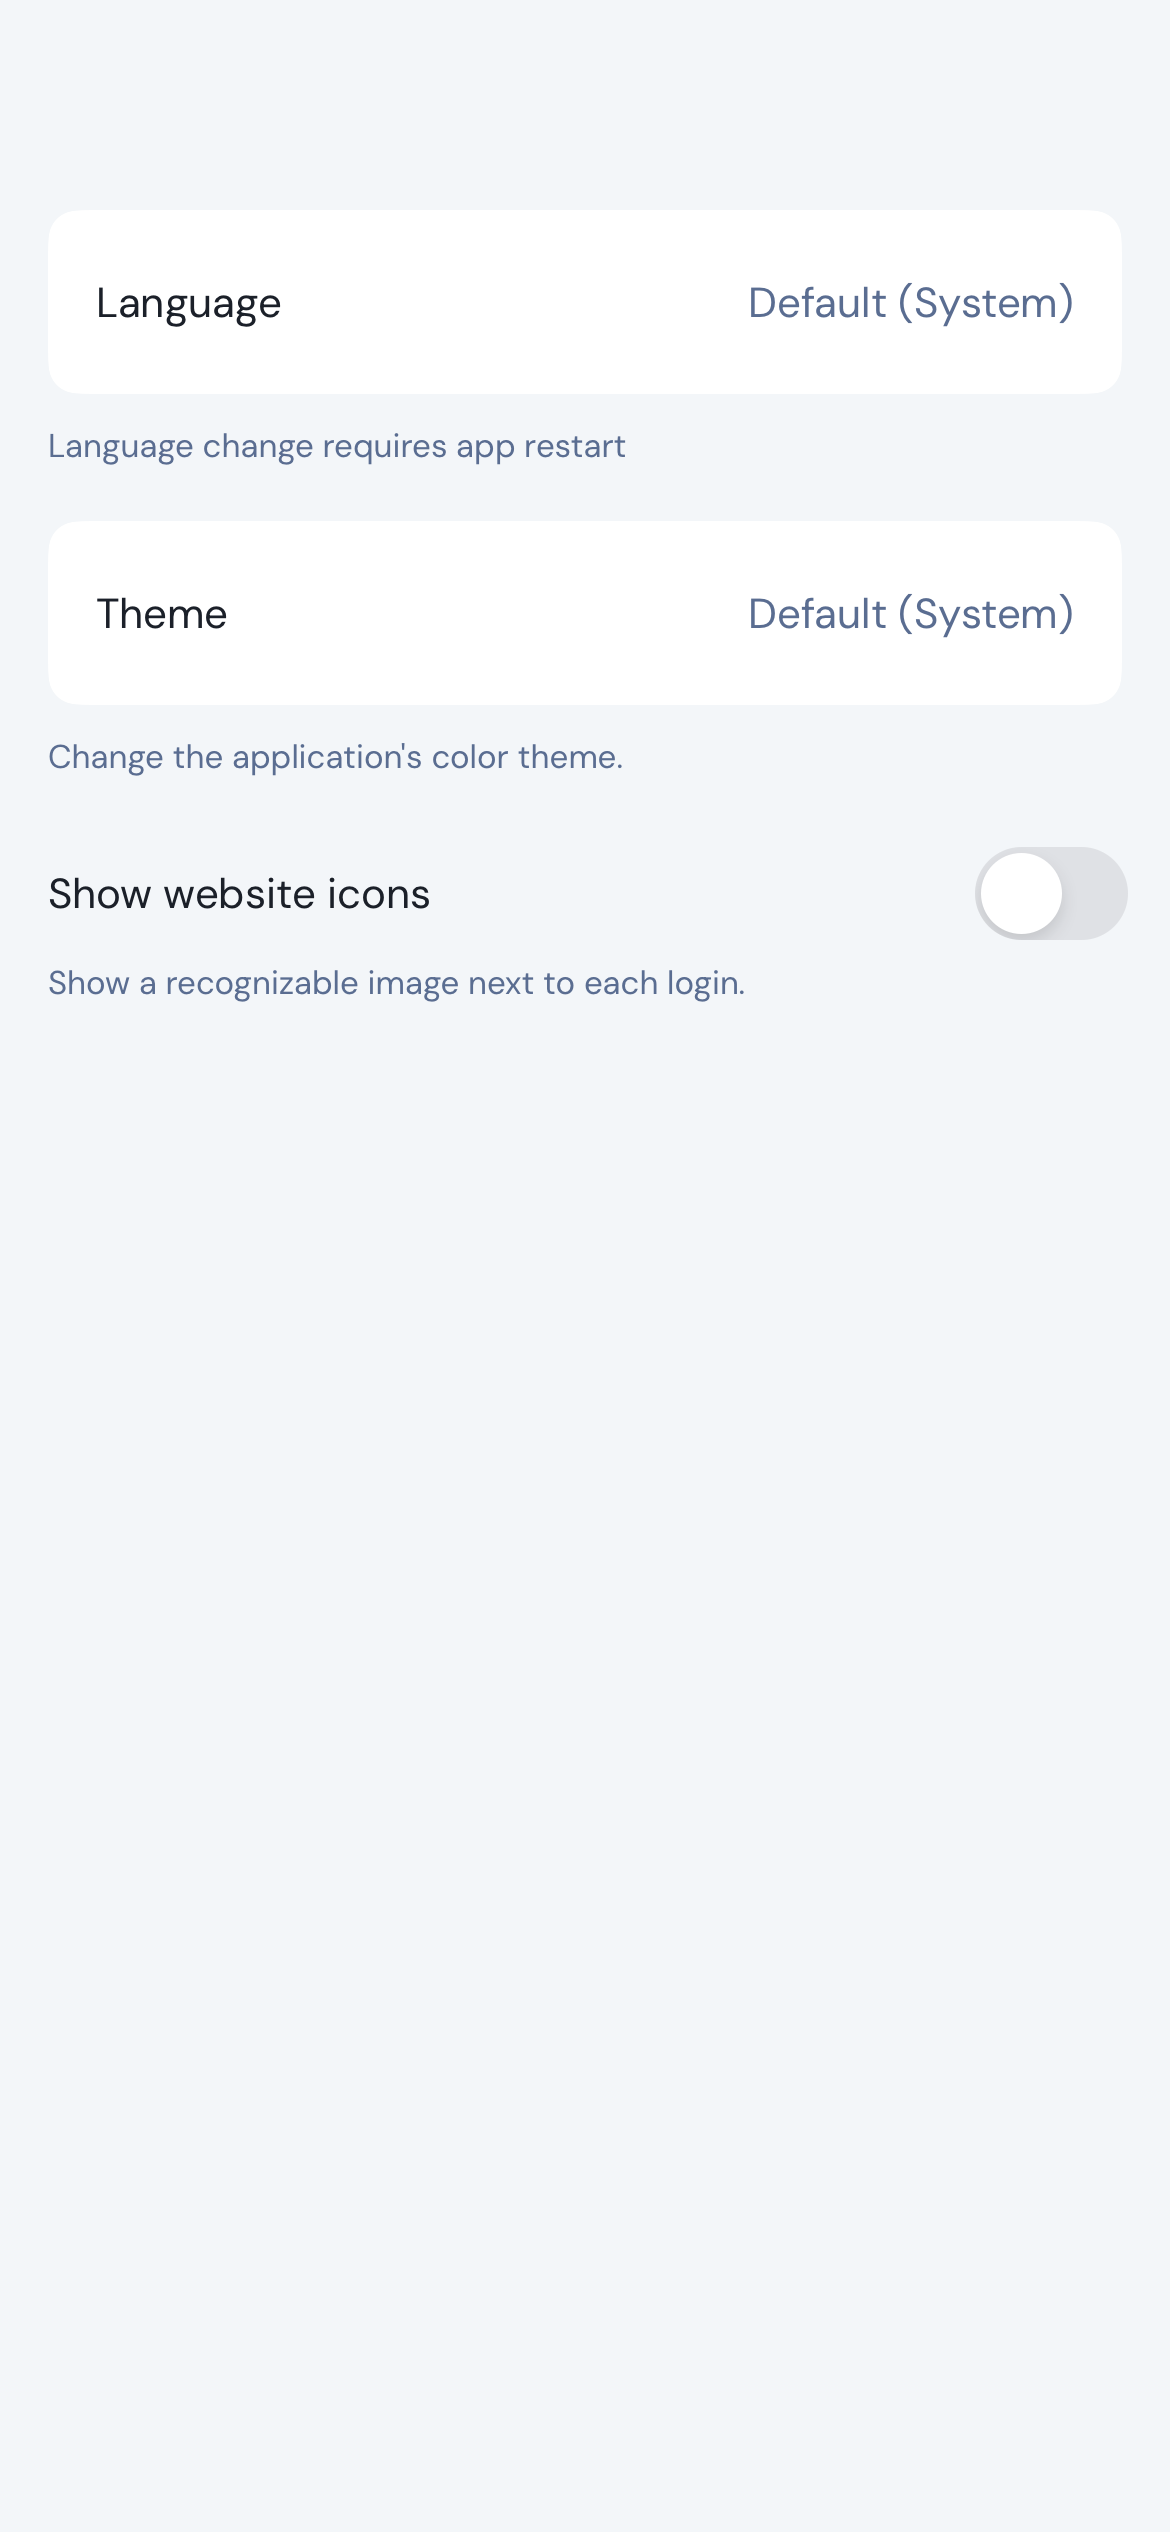 Language Default (System)
Language change requires app restart
Theme Default (System)
Change the application's color theme.
Show website icons
Show a recognizable image next to each login.